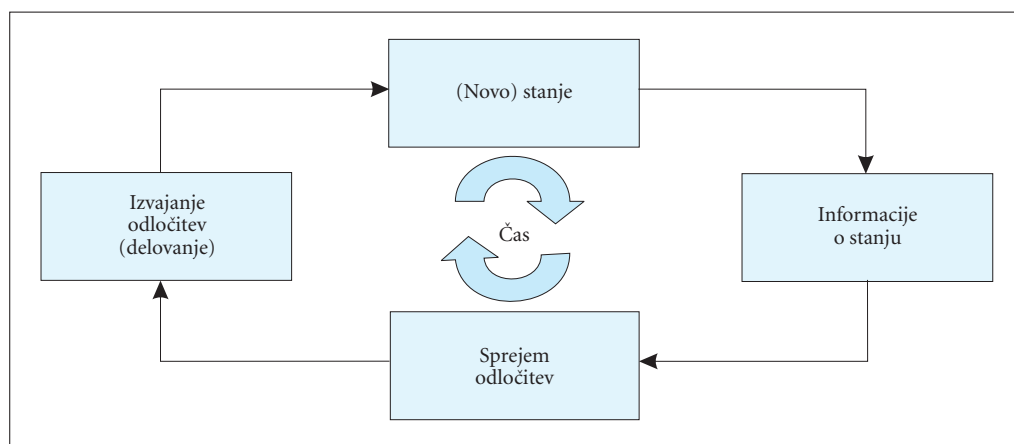 (Novo) stanje
Izvajanje
odločitev
(delovanje)
Informacije
o stanju
Čas
Sprejem
odločitev